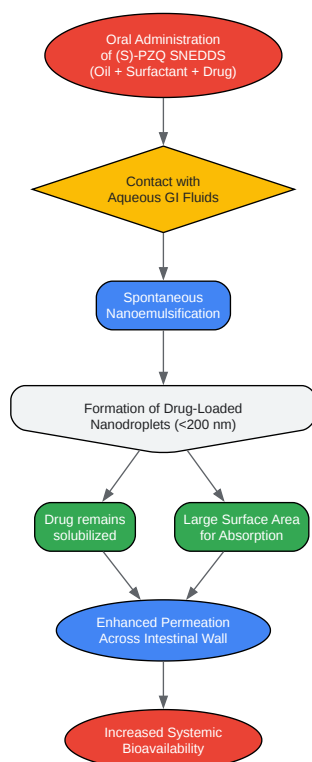 Oral Administration
of (S)-PZQ SNEDDS
(Oil + Surfactant + Drug)
Contact with
Aqueous GI Fluids
Spontaneous
Nanoemulsification
Formation of Drug-Loaded
Nanodroplets (<200 nm)
Drug remains
solubilized
Large Surface Area
for Absorption
Enhanced Permeation
Across Intestinal Wall
Increased Systemic
Bioavailability